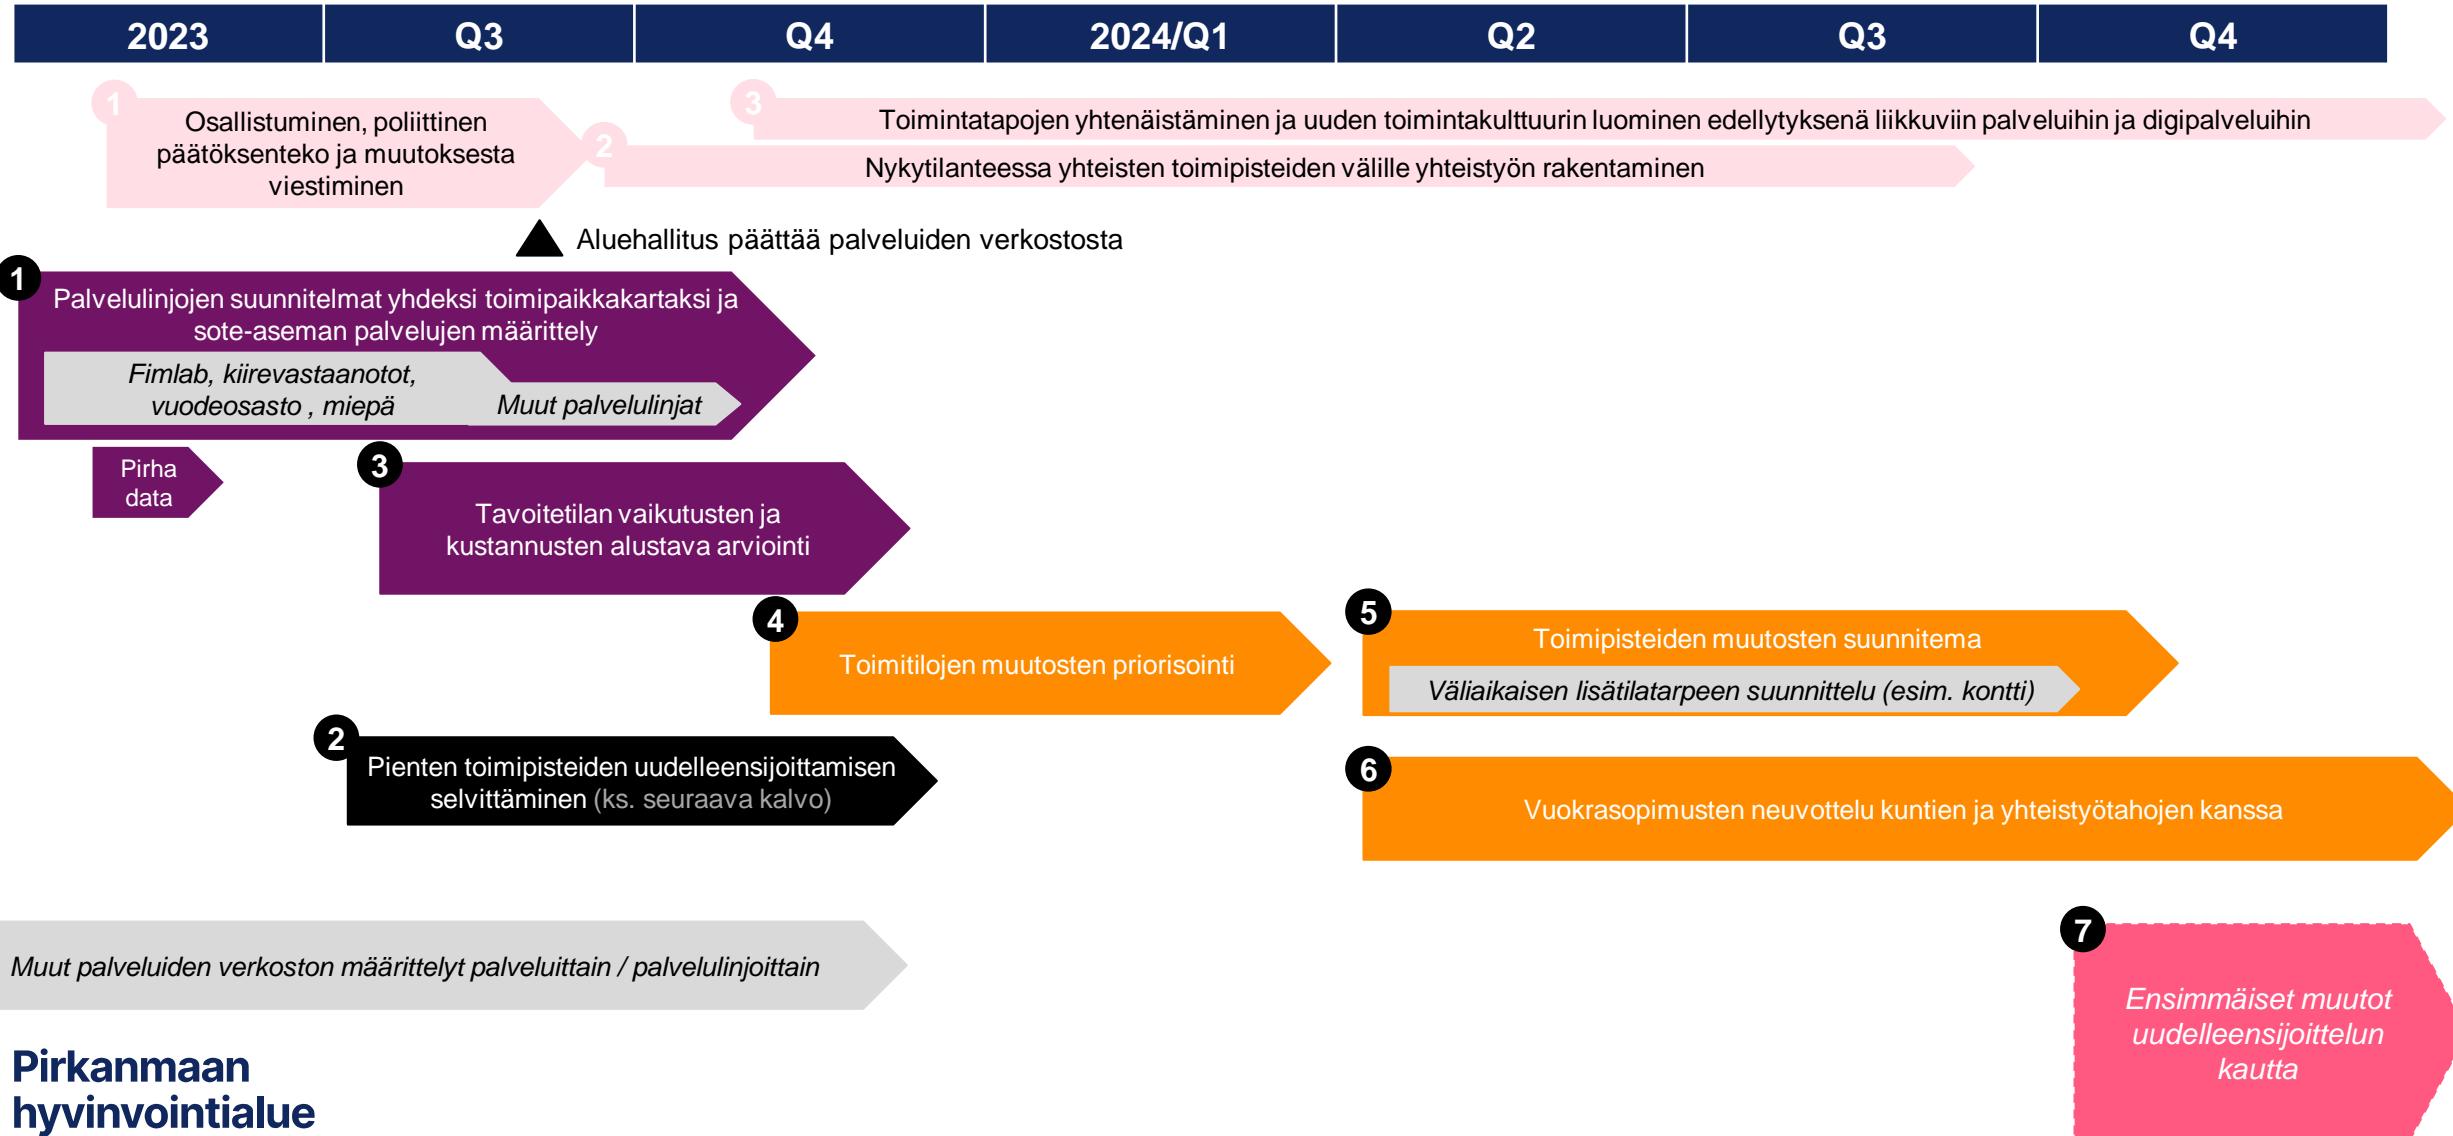 2023
Q3
Q4
2024/Q1
Q2
Q3
Q4
1
Osallistuminen, poliittinen
päätöksenteko ja muutoksesta
viestiminen
3
Toimintatapojen yhtenäistäminen ja uuden toimintakulttuurin luominen edellytyksenä liikkuviin palveluihin ja digipalveluihin
2
Nykytilanteessa yhteisten toimipisteiden välille yhteistyön rakentaminen
Aluehallitus päättää palveluiden verkostosta
1
Palvelulinjojen suunnitelmat yhdeksi toimipaikkakartaksi ja
sote-aseman palvelujen määrittely
Fimlab, kiirevastaanotot,
vuodeosasto , miepä
Muut palvelulinjat
Pirha
data
3
Tavoitetilan vaikutusten ja
kustannusten alustava arviointi
4
Toimitilojen muutosten priorisointi
5
Toimipisteiden muutosten suunnitema
Väliaikaisen lisätilatarpeen suunnittelu (esim. kontti)
2
Pienten toimipisteiden uudelleensijoittamisen
selvittäminen (ks. seuraava kalvo)
6
Vuokrasopimusten neuvottelu kuntien ja yhteistyötahojen kanssa
7
Ensimmäiset muutot
uudelleensijoittelun
kautta
Muut palveluiden verkoston määrittelyt palveluittain / palvelulinjoittain
Pirkanmaan
hyvinvointialue